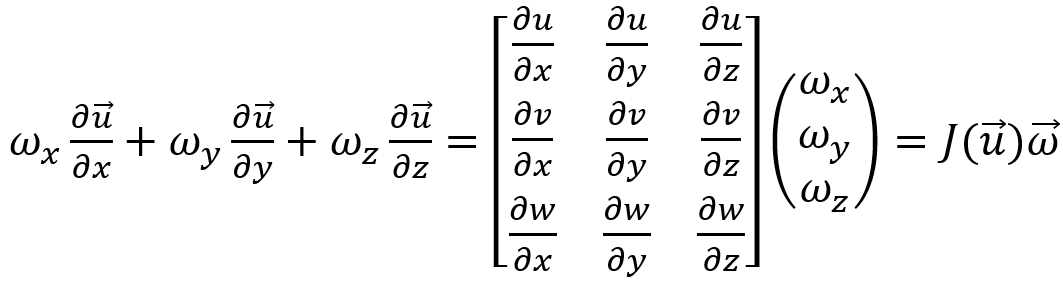 $\omega_x \frac{\partial \vec{u}}{\partial x} + \omega_y \frac{\partial \vec{u}}{\partial y} + \omega_z \frac{\partial \vec{u}}{\partial z} = \begin{bmatrix} \frac{\partial u}{\partial x} & \frac{\partial u}{\partial y} & \frac{\partial u}{\partial z} \\ \frac{\partial v}{\partial x} & \frac{\partial v}{\partial y} & \frac{\partial v}{\partial z} \\ \frac{\partial w}{\partial x} & \frac{\partial w}{\partial y} & \frac{\partial w}{\partial z} \end{bmatrix} \begin{pmatrix} \omega_x \\ \omega_y \\ \omega_z \end{pmatrix} = J(\vec{u})\vec{\omega}$